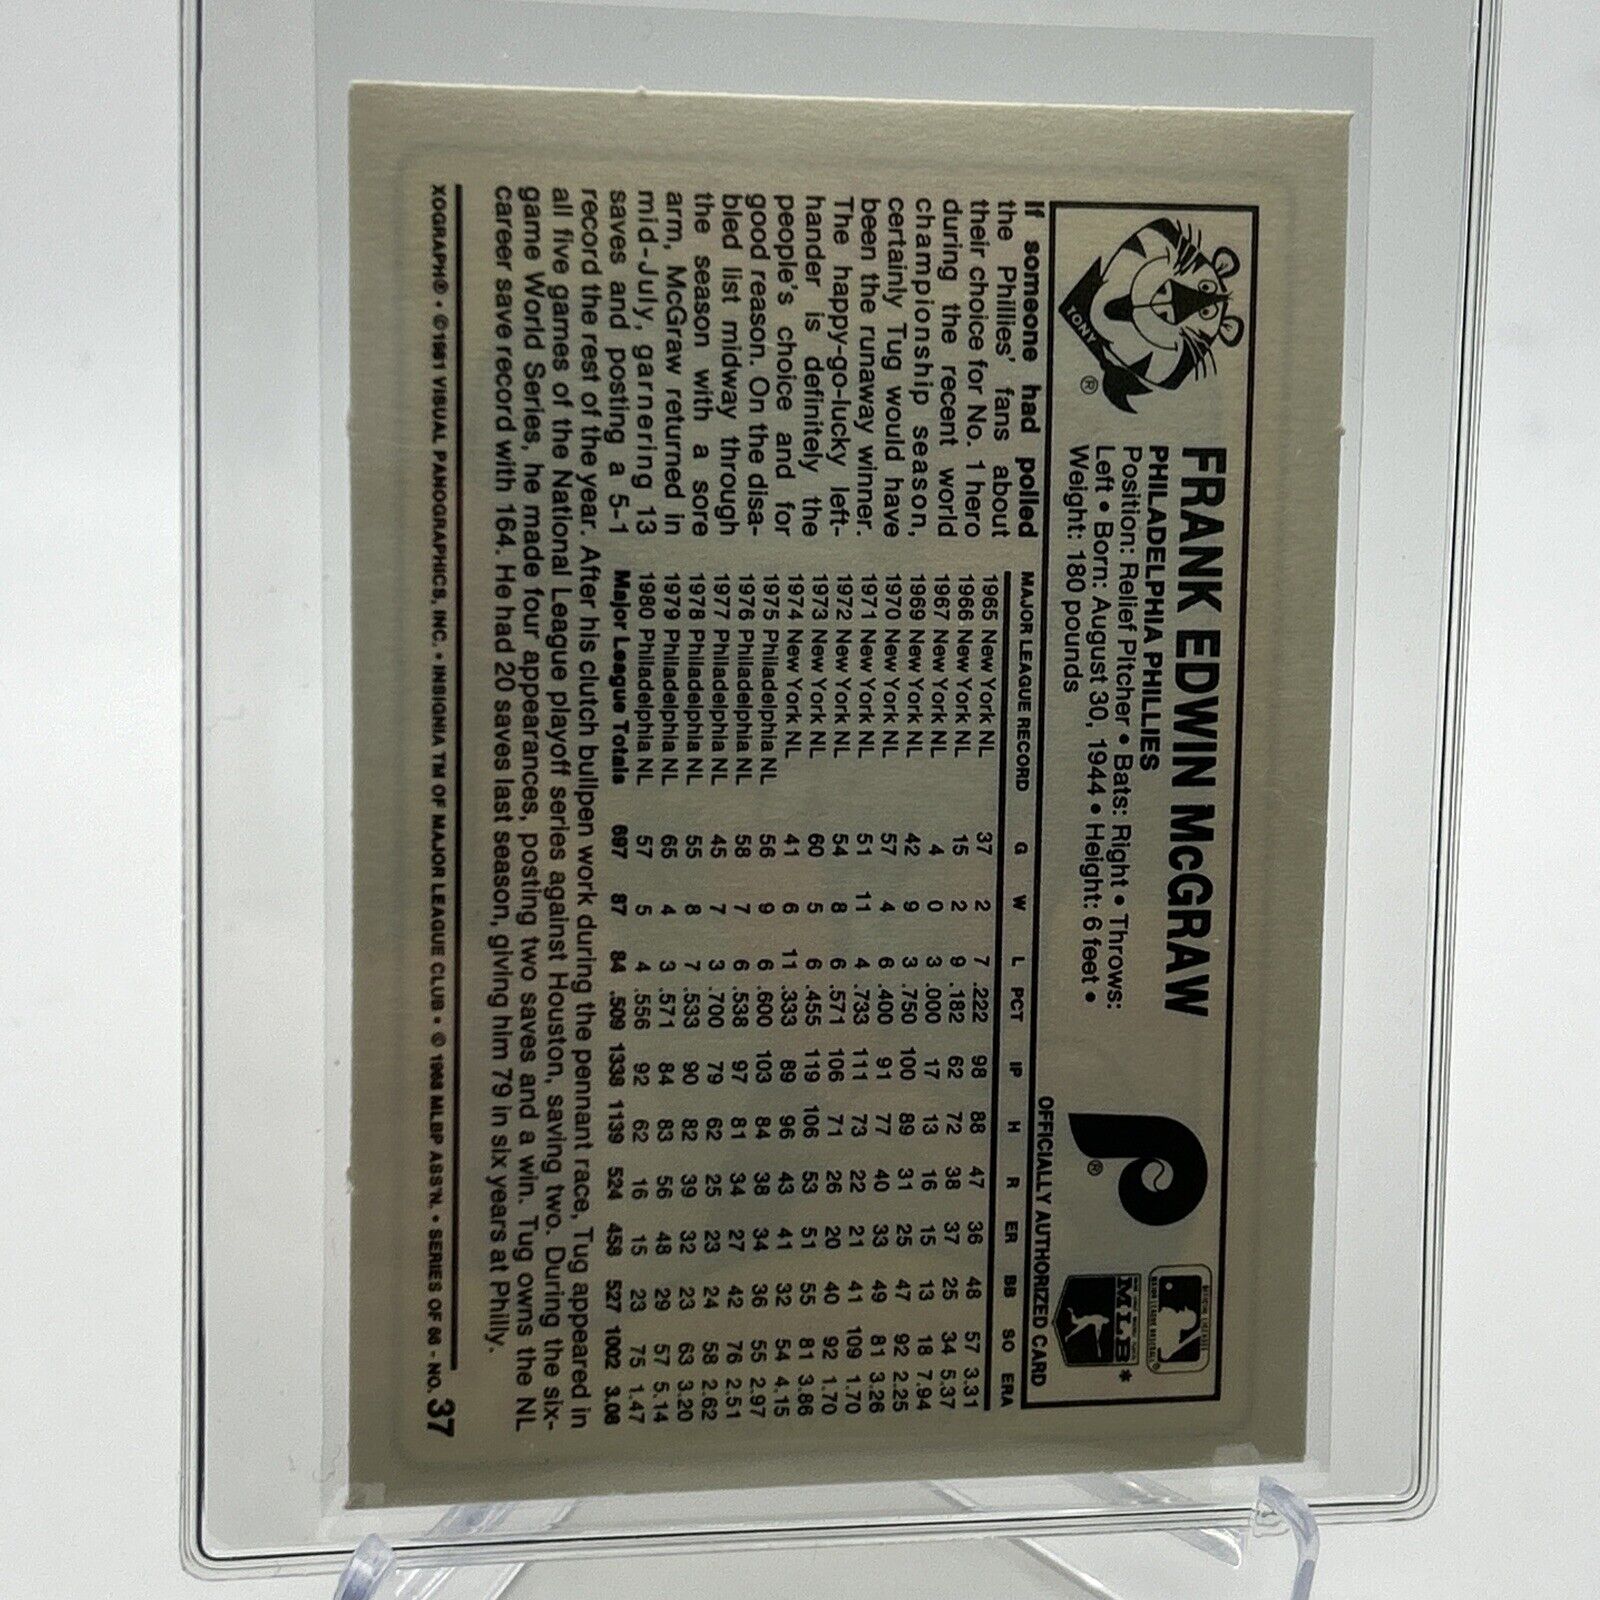 TONY ®
FRANK EDWIN McGRAW
PHILADELPHIA PHILLIES
Position: Relief Pitcher • Bats: Right • Throws:
Left • Born: August 30, 1944 • Height: 6 feet •
Weight: 180 pounds
®
MLB*
OFFICIALLY AUTHORIZED CARD
If someone had polled
the Phillies' fans about
their choice for No. 1 hero
during the recent world
championship season,
certainly Tug would have
been the runaway winner.
The happy-go-lucky left-
hander is definitely the
people's choice and for
good reason. On the disa-
bled list midway through
the season with a sore
arm, McGraw returned in
mid-July, garnering 13
saves and posting a 5-1
MAJOR LEAGUE RECORD G W L PCT IP H R ER BB SO ERA
1965 New York NL 37 2 7 .222 98 88 47 36 48 57 3.31
1966 New York NL 15 2 9 .182 62 72 38 37 25 34 5.37
1967 New York NL 4 0 3 .000 17 13 16 15 13 18 7.94
1969 New York NL 42 9 3 .750 100 89 31 25 47 92 2.25
1970 New York NL 57 4 6 .400 91 77 40 33 49 81 3.26
1971 New York NL 51 11 4 .733 111 73 22 21 41 109 1.70
1972 New York NL 54 8 6 .571 106 71 26 20 40 92 1.70
1973 New York NL 60 5 6 .455 119 106 53 51 55 81 3.86
1974 New York NL 41 6 11 .333 89 96 43 41 32 54 4.15
1975 Philadelphia NL 56 9 6 .600 103 84 38 34 36 55 2.97
1976 Philadelphia NL 58 7 6 .538 97 81 34 27 42 76 2.51
1977 Philadelphia NL 45 7 3 .700 79 62 25 23 24 58 2.62
1978 Philadelphia NL 55 8 7 .533 90 82 39 32 23 63 3.20
1979 Philadelphia NL 65 4 3 .571 84 83 56 48 29 57 5.14
1980 Philadelphia NL 57 5 4 .556 92 62 16 15 23 75 1.47
Major League Totals 697 87 84 .509 1338 1139 524 458 527 1002 3.08
record the rest of the year. After his clutch bullpen work during the pennant race, Tug appeared in
all five games of the National League playoff series against Houston, saving two. During the six-
game World Series, he made four appearances, posting two saves and a win. Tug owns the NL
career save record with 164. He had 20 saves last season, giving him 79 in six years at Philly.
XOGRAPH® • © 1981 VISUAL PANOGRAPHICS, INC. • INSIGNIA TM OF MAJOR LEAGUE CLUB • © 1968 MLBP ASS'N. • SERIES OF 66 - NO. 37